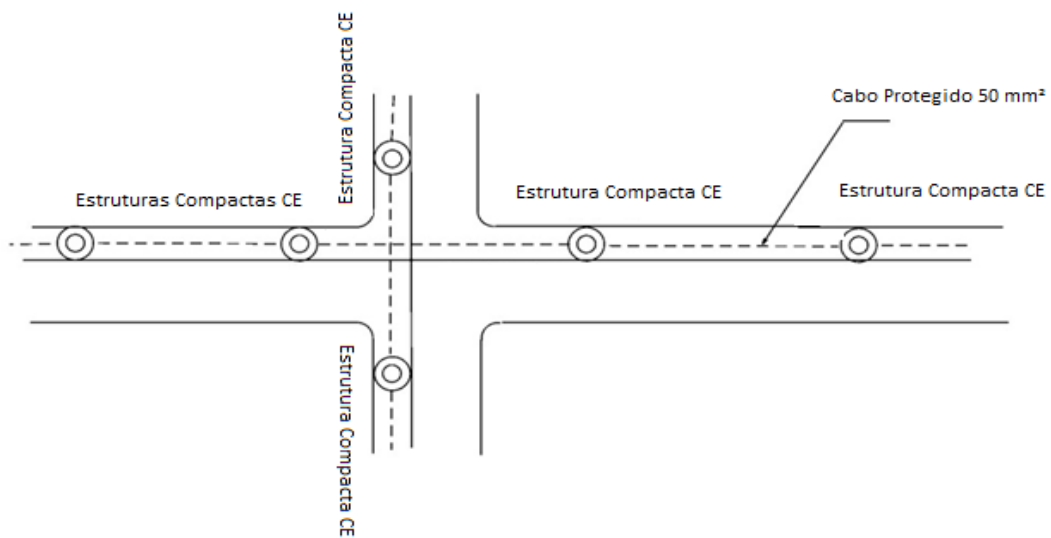 Estrutura Compacta CE
Cabo Protegido 50 mm²
Estruturas Compactas CE
Estrutura Compacta CE
Estrutura Compacta CE
Estrutura Compacta CE